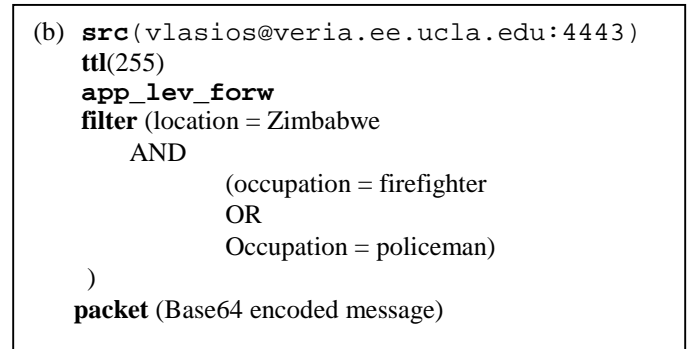 (b) src(vlasios@veria.ee.ucla.edu:4443)
ttl(255)
app_lev_forw
filter (location = Zimbabwe
AND
(occupation = firefighter
OR
Occupation = policeman)
)
packet (Base64 encoded message)